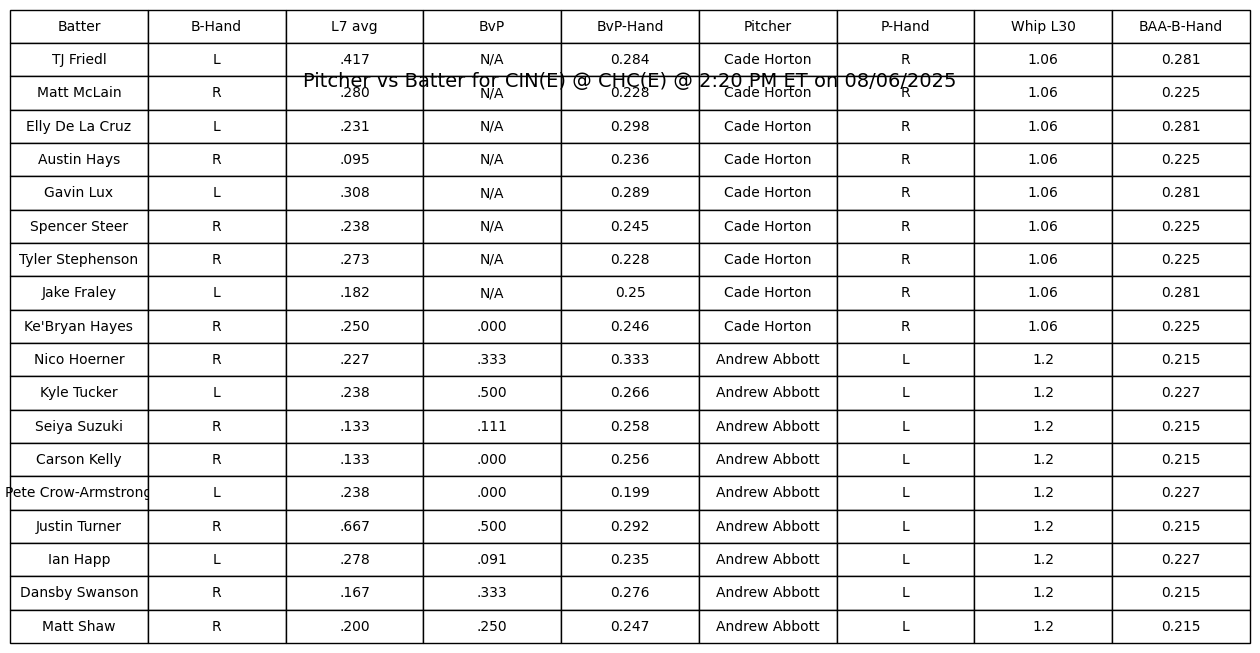 Batter B-Hand L7 avg BvP BvP-Hand Pitcher P-Hand Whip L30 BAA-B-Hand
TJ Friedl L .417 N/A 0.284 Cade Horton R 1.06 0.281
Pitcher vs Batter for CIN(E) @ CHC(E) @ 2:20 PM ET on 08/06/2025
Matt McLain R .280 N/A 0.228 Cade Horton R 1.06 0.225
Elly De La Cruz L .231 N/A 0.298 Cade Horton R 1.06 0.281
Austin Hays R .095 N/A 0.236 Cade Horton R 1.06 0.225
Gavin Lux L .308 N/A 0.289 Cade Horton R 1.06 0.281
Spencer Steer R .238 N/A 0.245 Cade Horton R 1.06 0.225
Tyler Stephenson R .273 N/A 0.228 Cade Horton R 1.06 0.225
Jake Fraley L .182 N/A 0.25 Cade Horton R 1.06 0.281
Ke'Bryan Hayes R .250 .000 0.246 Cade Horton R 1.06 0.225
Nico Hoerner R .227 .333 0.333 Andrew Abbott L 1.2 0.215
Kyle Tucker L .238 .500 0.266 Andrew Abbott L 1.2 0.227
Seiya Suzuki R .133 .111 0.258 Andrew Abbott L 1.2 0.215
Carson Kelly R .133 .000 0.256 Andrew Abbott L 1.2 0.215
Pete Crow-Armstrong L .238 .000 0.199 Andrew Abbott L 1.2 0.227
Justin Turner R .667 .500 0.292 Andrew Abbott L 1.2 0.215
Ian Happ L .278 .091 0.235 Andrew Abbott L 1.2 0.227
Dansby Swanson R .167 .333 0.276 Andrew Abbott L 1.2 0.215
Matt Shaw R .200 .250 0.247 Andrew Abbott L 1.2 0.215